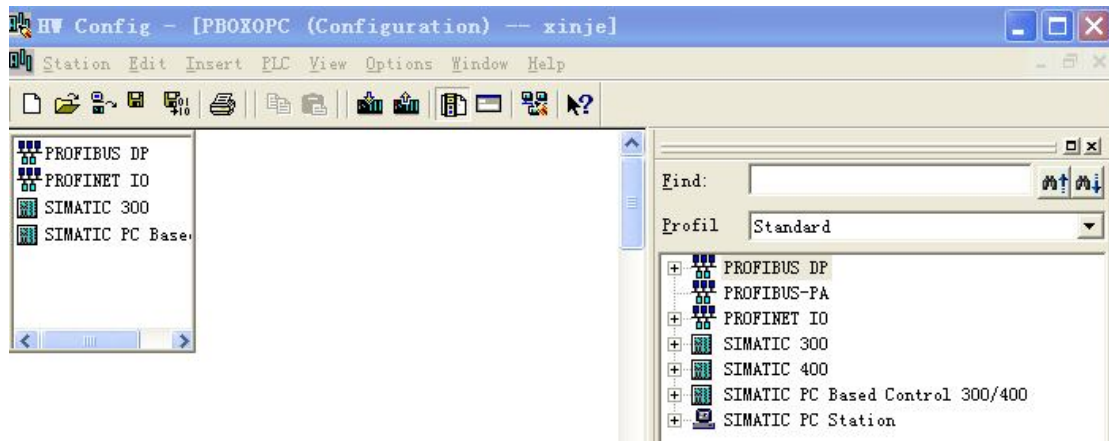 HW Config - [PBOXOPC (Configuration) -- xinje]
Station Edit Insert PLC View Options Window Help
PROFIBUS DP
PROFINET IO
SIMATIC 300
SIMATIC PC Base
Find:
Profil Standard
PROFIBUS DP
PROFIBUS-PA
PROFINET IO
SIMATIC 300
SIMATIC 400
SIMATIC PC Based Control 300/400
SIMATIC PC Station